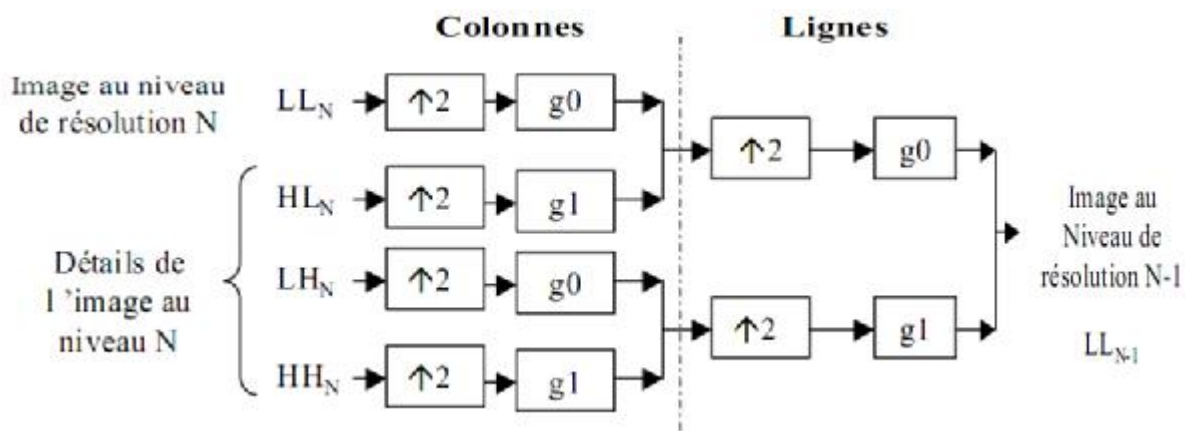 Colonnes
Lignes
Image au niveau
de résolution N
LL_N
↑2
g0
HL_N
↑2
g1
Détails de
l 'image au
niveau N
LH_N
↑2
g0
HH_N
↑2
g1
↑2
g0
↑2
g1
Image au
Niveau de
résolution N-1
LL_N-1